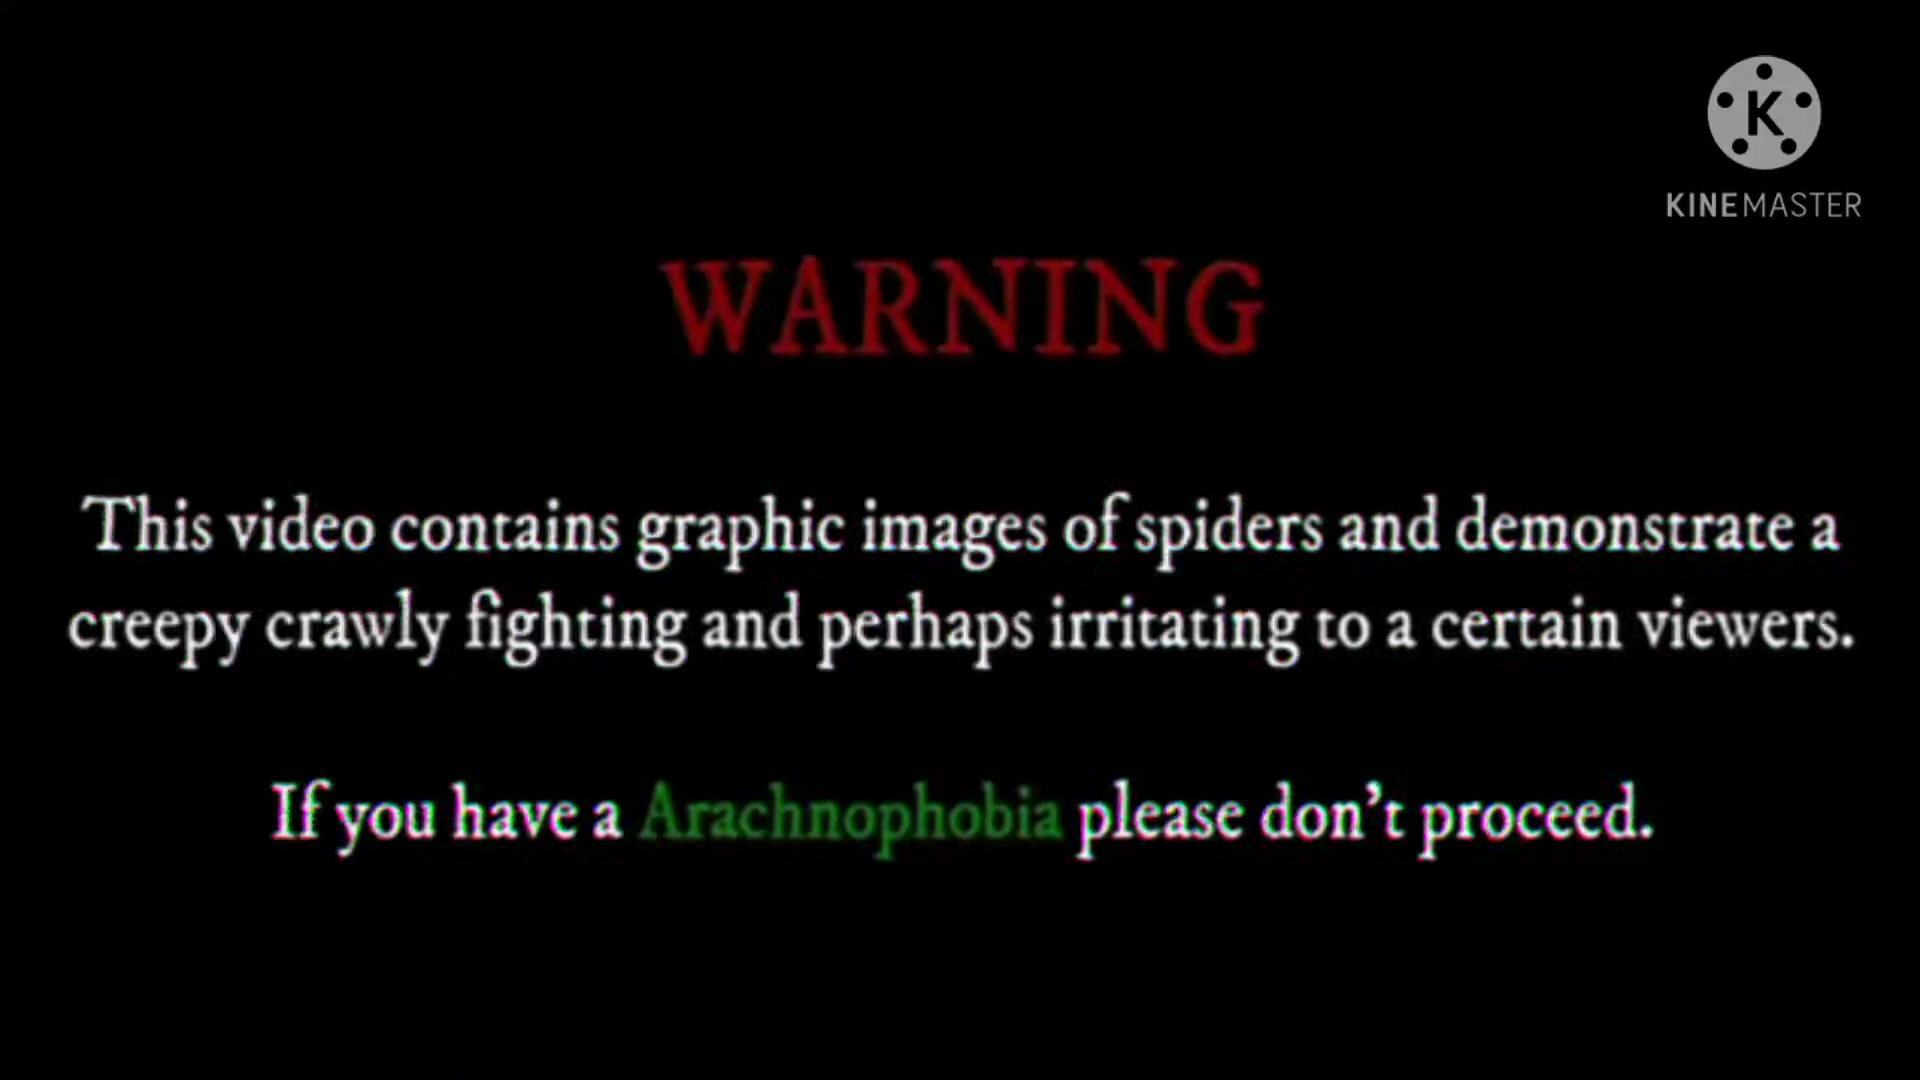 K
KINEMASTER
WARNING
This video contains graphic images of spiders and demonstrate a
creepy crawly fighting and perhaps irritating to a certain viewers.
If you have a Arachnophobia please don't proceed.